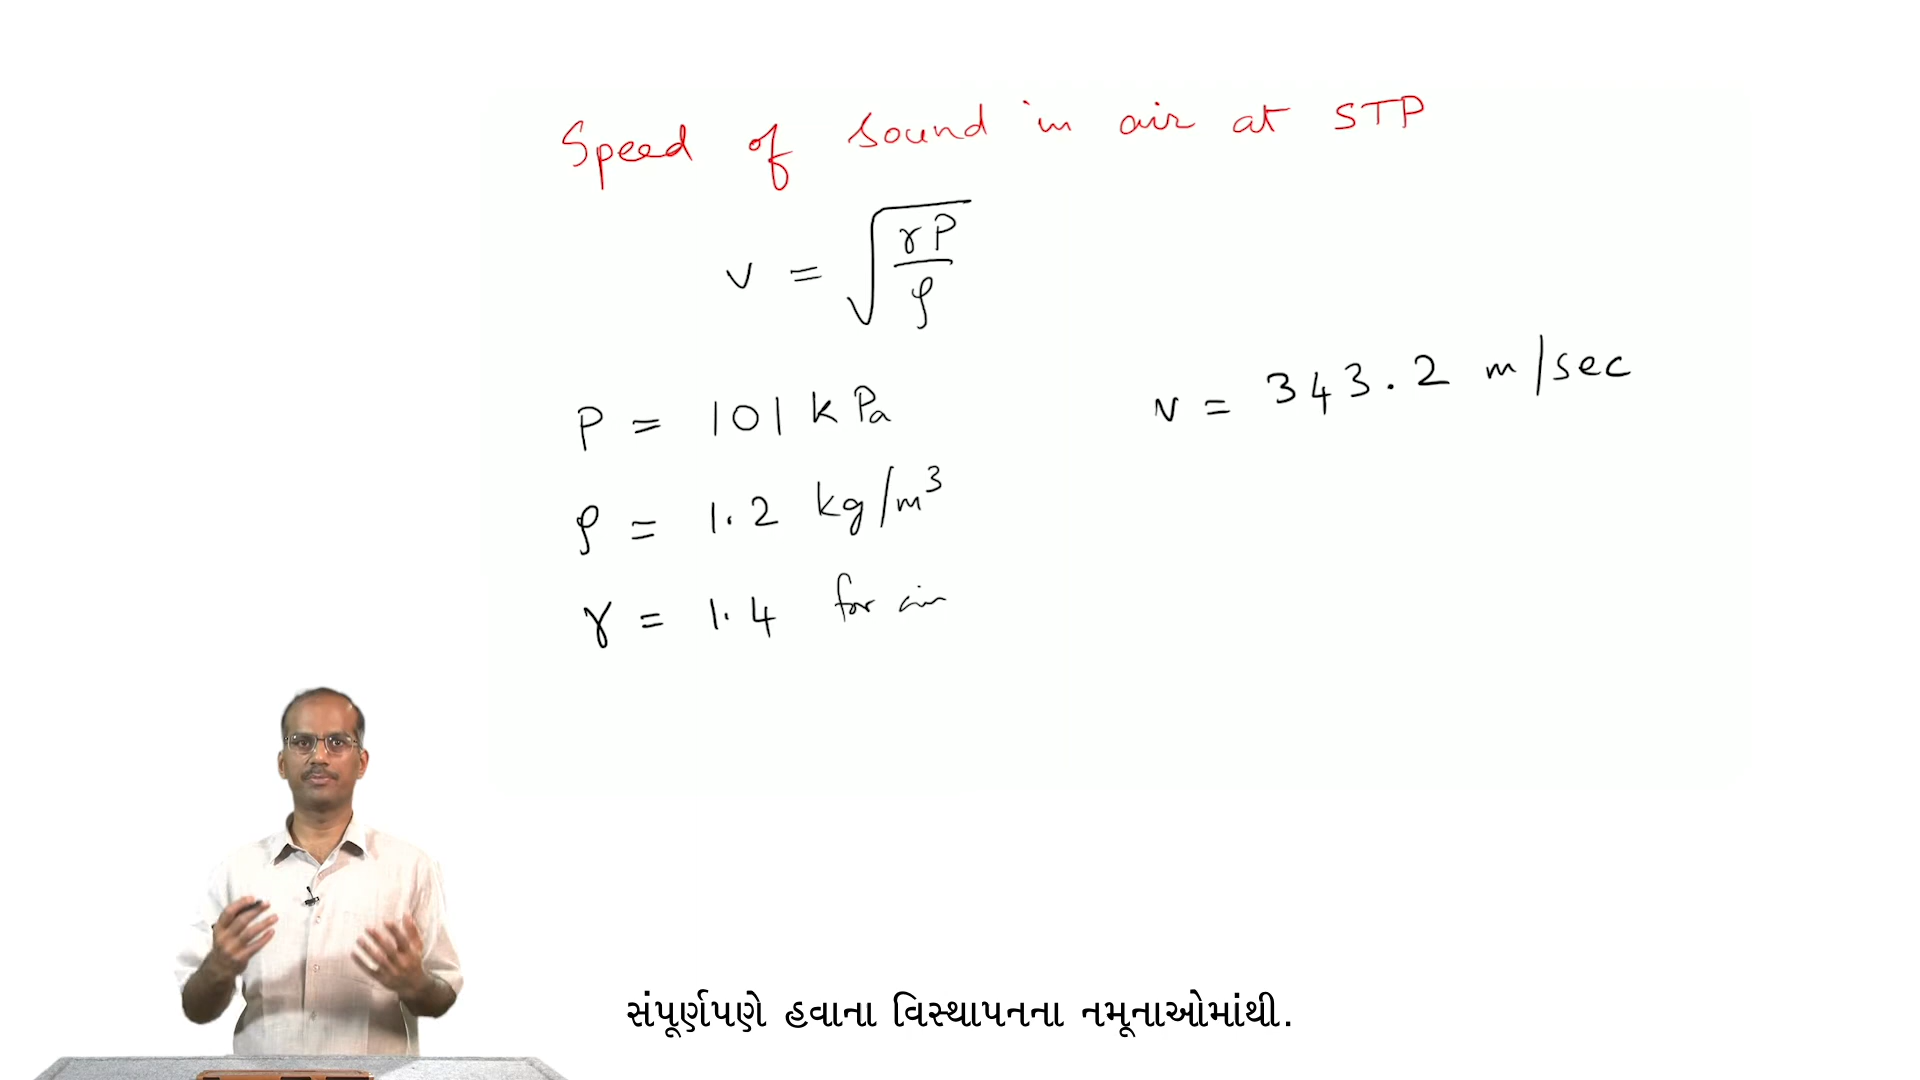 Speed of sound in air at STP
v = √(γP/ρ)
P = 101 k Pa
v = 343.2 m/sec
ρ = 1.2 kg/m³
γ = 1.4 for air
સંપૂર્ણપણે હવાના વિસ્થાપનના નમૂનાઓમાંથી.